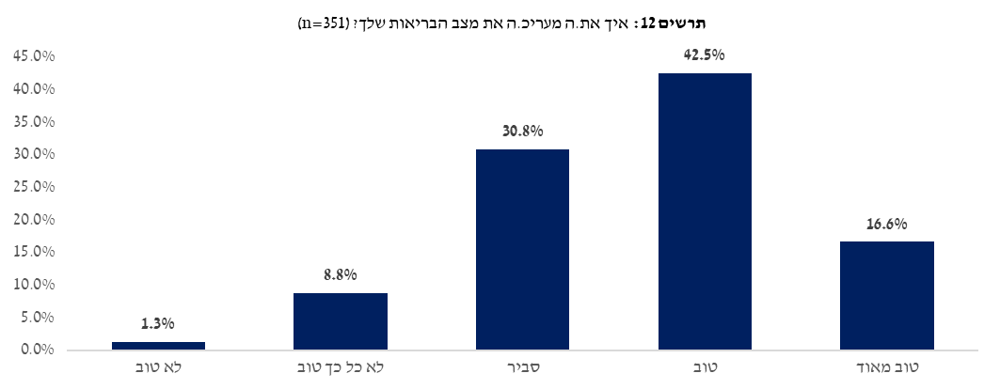 תרשים 12: איך את.ה מעריכ.ה את מצב הבריאות שלך? (n=351)
45.0%
40.0%
35.0%
30.0%
25.0%
20.0%
15.0%
10.0%
5.0%
0.0%
1.3%
8.8%
30.8%
42.5%
16.6%
לא טוב
לא כל כך טוב
סביר
טוב
טוב מאוד